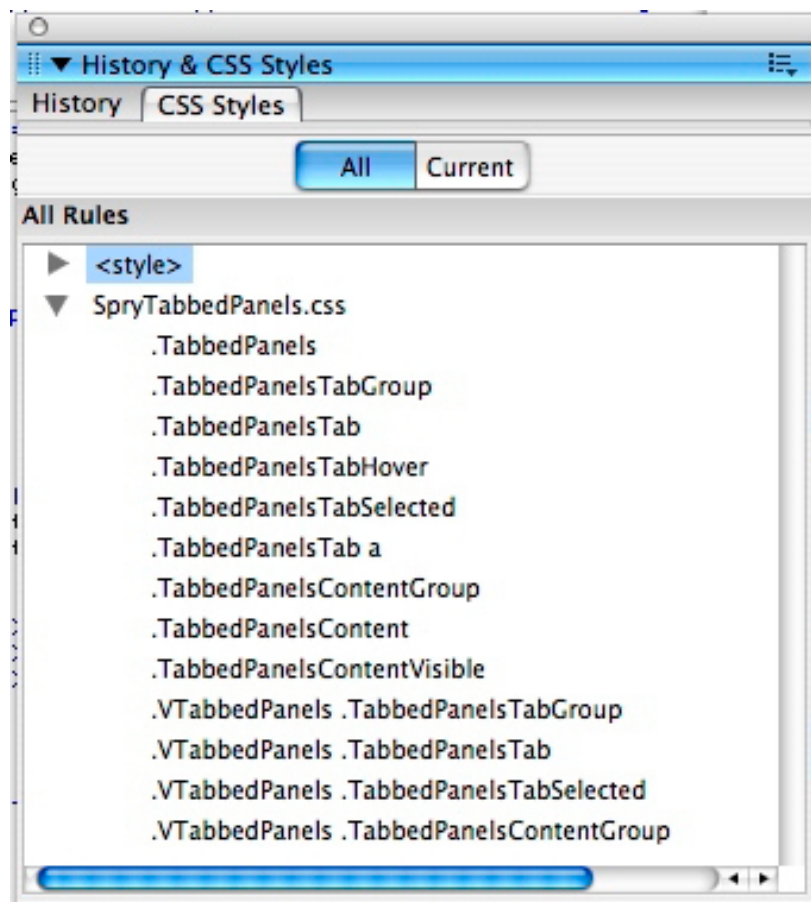 History & CSS Styles
History CSS Styles
All Current
All Rules
<style>
SpryTabbedPanels.css
.TabbedPanels
.TabbedPanelsTabGroup
.TabbedPanelsTab
.TabbedPanelsTabHover
.TabbedPanelsTabSelected
.TabbedPanelsTab a
.TabbedPanelsContentGroup
.TabbedPanelsContent
.TabbedPanelsContentVisible
.VTabbedPanels .TabbedPanelsTabGroup
.VTabbedPanels .TabbedPanelsTab
.VTabbedPanels .TabbedPanelsTabSelected
.VTabbedPanels .TabbedPanelsContentGroup